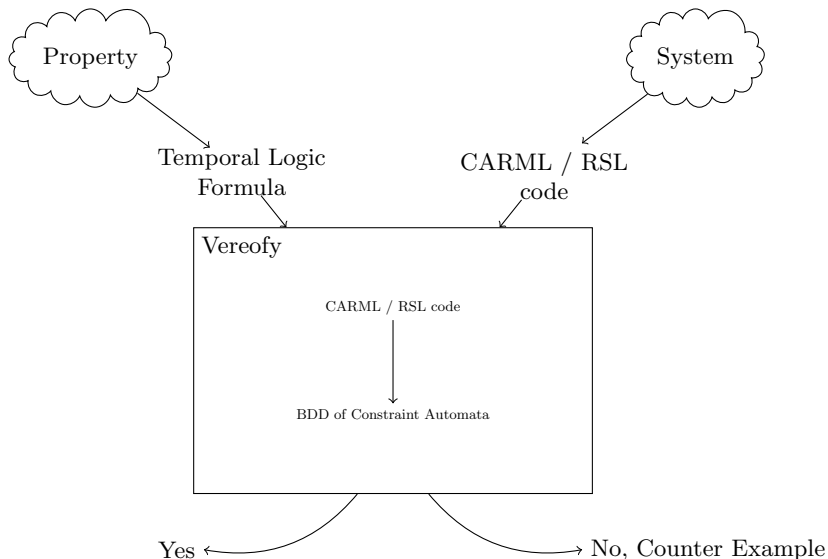 Property
System
Temporal Logic
Formula
CARML / RSL
code
Vereofy
CARML / RSL code
BDD of Constraint Automata
Yes
No, Counter Example